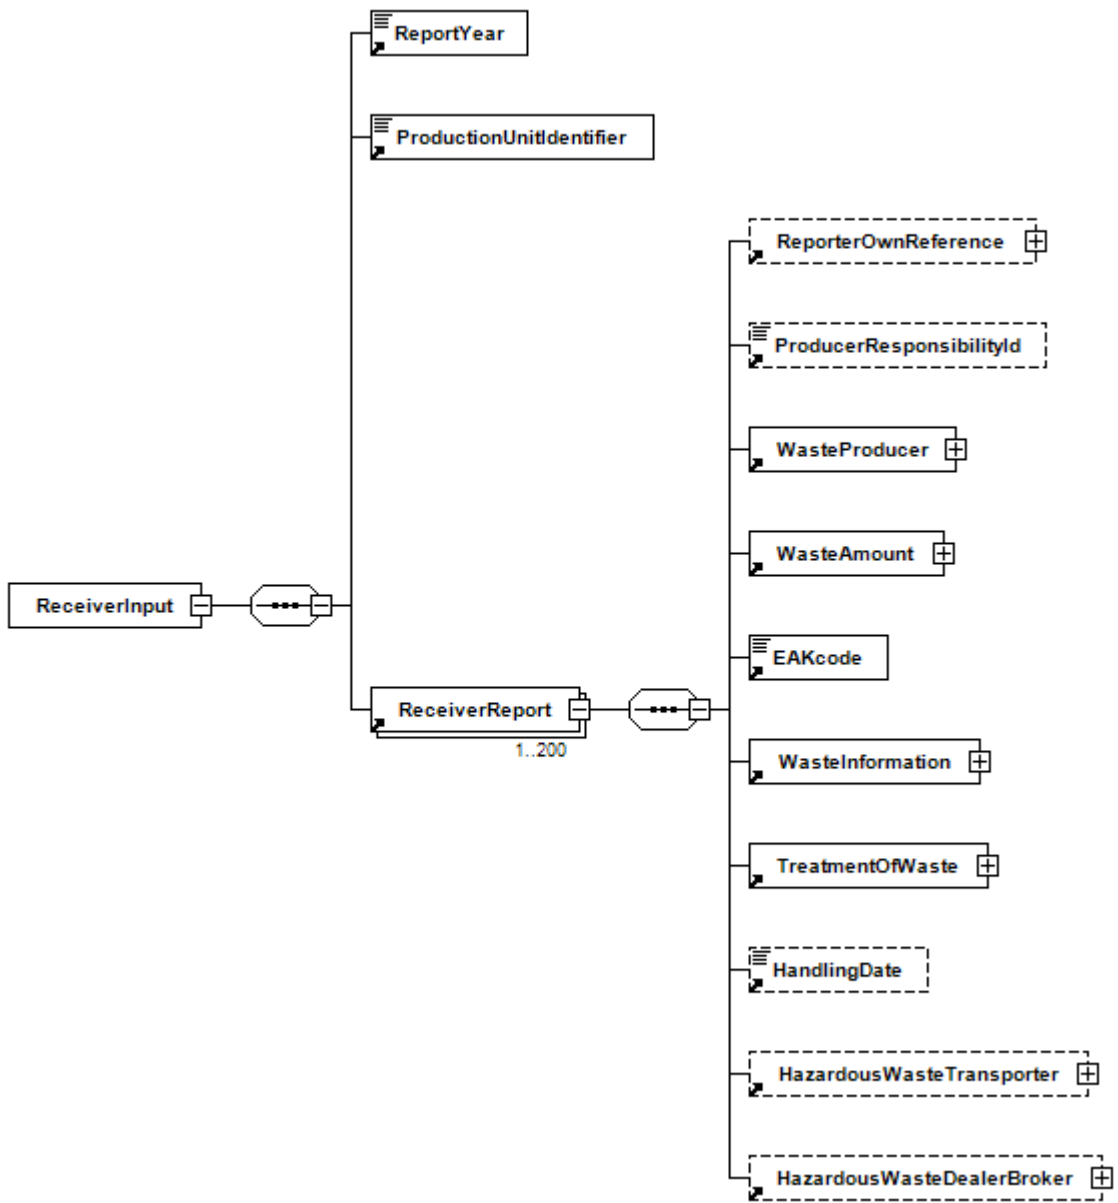 ReportYear
ProductionUnitIdentifier
ReporterOwnReference
ProducerResponsibilityId
WasteProducer
WasteAmount
EAKcode
ReceiverInput
ReceiverReport
1..200
WasteInformation
TreatmentOfWaste
HandlingDate
HazardousWasteTransporter
HazardousWasteDealerBroker